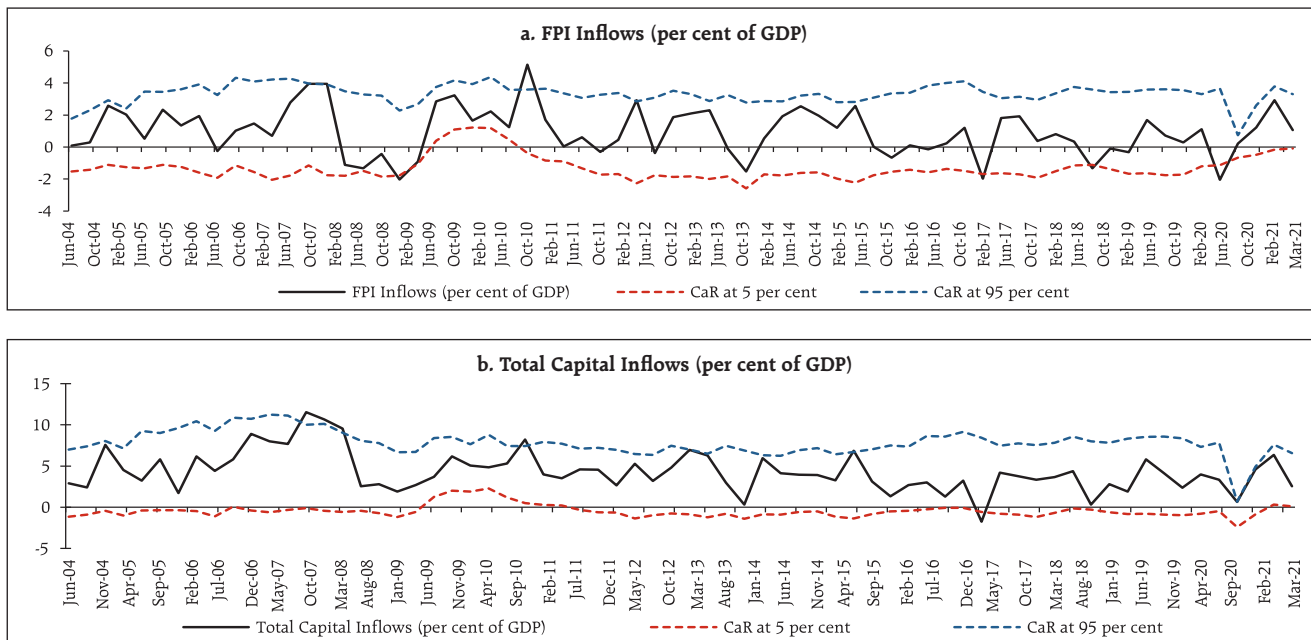 a. FPI Inflows (per cent of GDP)
6
4
2
0
-2
-4
Jun-04 Oct-04 Feb-05 Jun-05 Oct-05 Feb-06 Jun-06 Oct-06 Feb-07 Jun-07 Oct-07 Feb-08 Jun-08 Oct-08 Feb-09 Jun-09 Oct-09 Feb-10 Jun-10 Oct-10 Feb-11 Jun-11 Oct-11 Feb-12 Jun-12 Oct-12 Feb-13 Jun-13 Oct-13 Feb-14 Jun-14 Oct-14 Feb-15 Jun-15 Oct-15 Feb-16 Jun-16 Oct-16 Feb-17 Jun-17 Oct-17 Feb-18 Jun-18 Oct-18 Feb-19 Jun-19 Oct-19 Feb-20 Jun-20 Oct-20 Feb-21 Mar-21
FPI Inflows (per cent of GDP) CaR at 5 per cent CaR at 95 per cent
b. Total Capital Inflows (per cent of GDP)
15
10
5
0
-5
Jun-04 Nov-04 Apr-05 Sep-05 Feb-06 Jul-06 Dec-06 May-07 Oct-07 Mar-08 Aug-08 Jan-09 Jun-09 Nov-09 Apr-10 Sep-10 Feb-11 Jul-11 Dec-11 May-12 Oct-12 Mar-13 Aug-13 Jan-14 Jun-14 Nov-14 Apr-15 Sep-15 Feb-16 Jul-16 Dec-16 May-17 Oct-17 Mar-18 Aug-18 Jan-19 Jun-19 Nov-19 Apr-20 Sep-20 Feb-21 Mar-21
Total Capital Inflows (per cent of GDP) CaR at 5 per cent CaR at 95 per cent